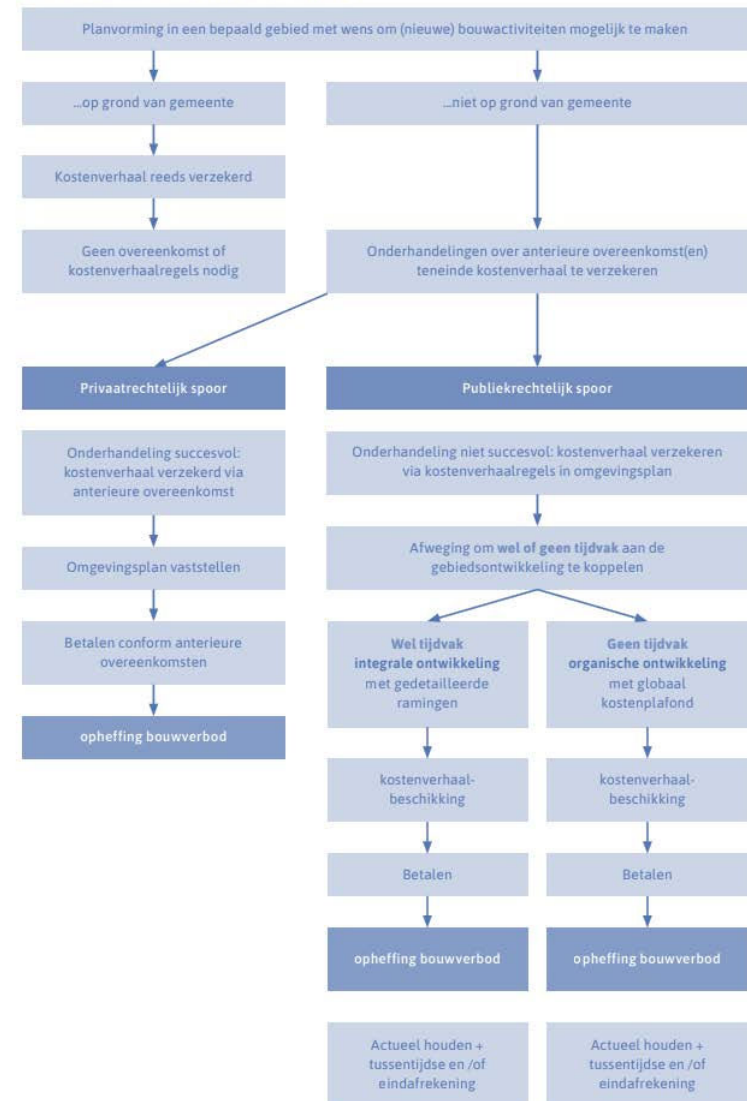 Planvorming in een bepaald gebied met wens om (nieuwe) bouwactiviteiten mogelijk te maken
...op grond van gemeente
...niet op grond van gemeente
Kostenverhaal reeds verzekerd
Geen overeenkomst of
kostenverhaalregels nodig
Onderhandelingen over anterieure overeenkomst(en)
teneinde kostenverhaal te verzekeren
Privaatrechtelijk spoor
Publiekrechtelijk spoor
Onderhandeling succesvol:
kostenverhaal verzekerd via
anterieure overeenkomst
Omgevingsplan vaststellen
Betalen conform anterieure
overeenkomsten
opheffing bouwverbod
Onderhandeling niet succesvol: kostenverhaal verzekeren
via kostenverhaalregels in omgevingsplan
Afweging om wel of geen tijdvak aan de
gebiedsontwikkeling te koppelen
Wel tijdvak
integrale ontwikkeling
met gedetailleerde
ramingen
kostenverhaal-
beschikking
Betalen
opheffing bouwverbod
Actueel houden +
tussentijdse en /of
eindafrekening
Geen tijdvak
organische ontwikkeling
met globaal
kostenplafond
kostenverhaal-
beschikking
Betalen
opheffing bouwverbod
Actueel houden +
tussentijdse en /of
eindafrekening